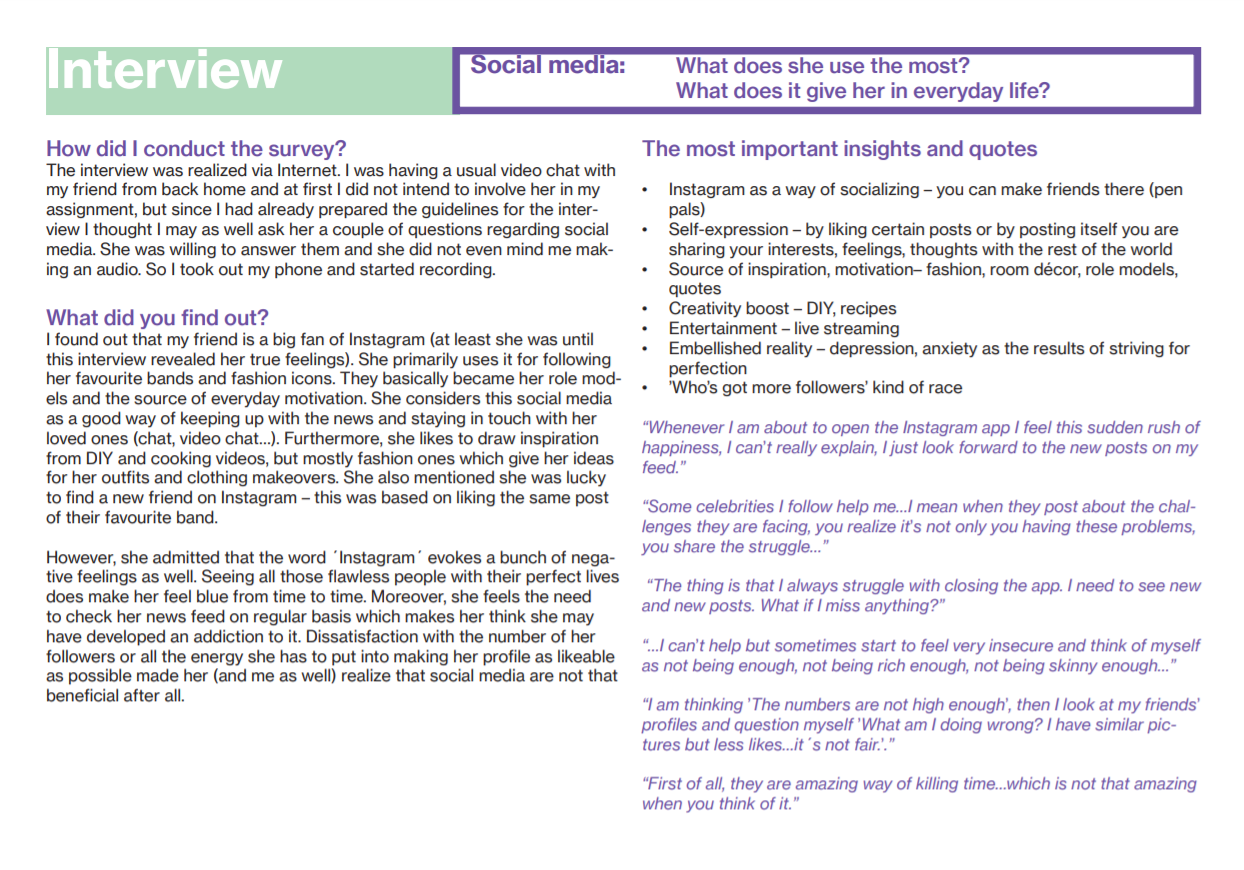 Interview
Social media:
What does she use the most?
What does it give her in everyday life?
How did I conduct the survey?
The interview was realized via Internet. I was having a usual video chat with
my friend from back home and at first I did not intend to involve her in my
assignment, but since I had already prepared the guidelines for the inter-
view I thought I may as well ask her a couple of questions regarding social
media. She was willing to answer them and she did not even mind me mak-
ing an audio. So I took out my phone and started recording.
What did you find out?
I found out that my friend is a big fan of Instagram (at least she was until
this interview revealed her true feelings). She primarily uses it for following
her favourite bands and fashion icons. They basically became her role mod-
els and the source of everyday motivation. She considers this social media
as a good way of keeping up with the news and staying in touch with her
loved ones (chat, video chat...). Furthermore, she likes to draw inspiration
from DIY and cooking videos, but mostly fashion ones which give her ideas
for her outfits and clothing makeovers. She also mentioned she was lucky
to find a new friend on Instagram – this was based on liking the same post
of their favourite band.
However, she admitted that the word ´Instagram´ evokes a bunch of nega-
tive feelings as well. Seeing all those flawless people with their perfect lives
does make her feel blue from time to time. Moreover, she feels the need
to check her news feed on regular basis which makes her think she may
have developed an addiction to it. Dissatisfaction with the number of her
followers or all the energy she has to put into making her profile as likeable
as possible made her (and me as well) realize that social media are not that
beneficial after all.
The most important insights and quotes
• Instagram as a way of socializing – you can make friends there (pen
pals)
• Self-expression – by liking certain posts or by posting itself you are
sharing your interests, feelings, thoughts with the rest of the world
• Source of inspiration, motivation– fashion, room décor, role models,
quotes
• Creativity boost – DIY, recipes
• Entertainment – live streaming
• Embellished reality – depression, anxiety as the results of striving for
perfection
• ’Who’s got more followers’ kind of race
“Whenever I am about to open the Instagram app I feel this sudden rush of
happiness, I can’t really explain, I just look forward to the new posts on my
feed.”
“Some celebrities I follow help me...I mean when they post about the chal-
lenges they are facing, you realize it’s not only you having these problems,
you share the struggle...”
“The thing is that I always struggle with closing the app. I need to see new
and new posts. What if I miss anything?”
“...I can’t help but sometimes start to feel very insecure and think of myself
as not being enough, not being rich enough, not being skinny enough...”
“I am thinking ’The numbers are not high enough’, then I look at my friends’
profiles and question myself ’What am I doing wrong? I have similar pic-
tures but less likes...it´s not fair.’.”
“First of all, they are amazing way of killing time...which is not that amazing
when you think of it.”